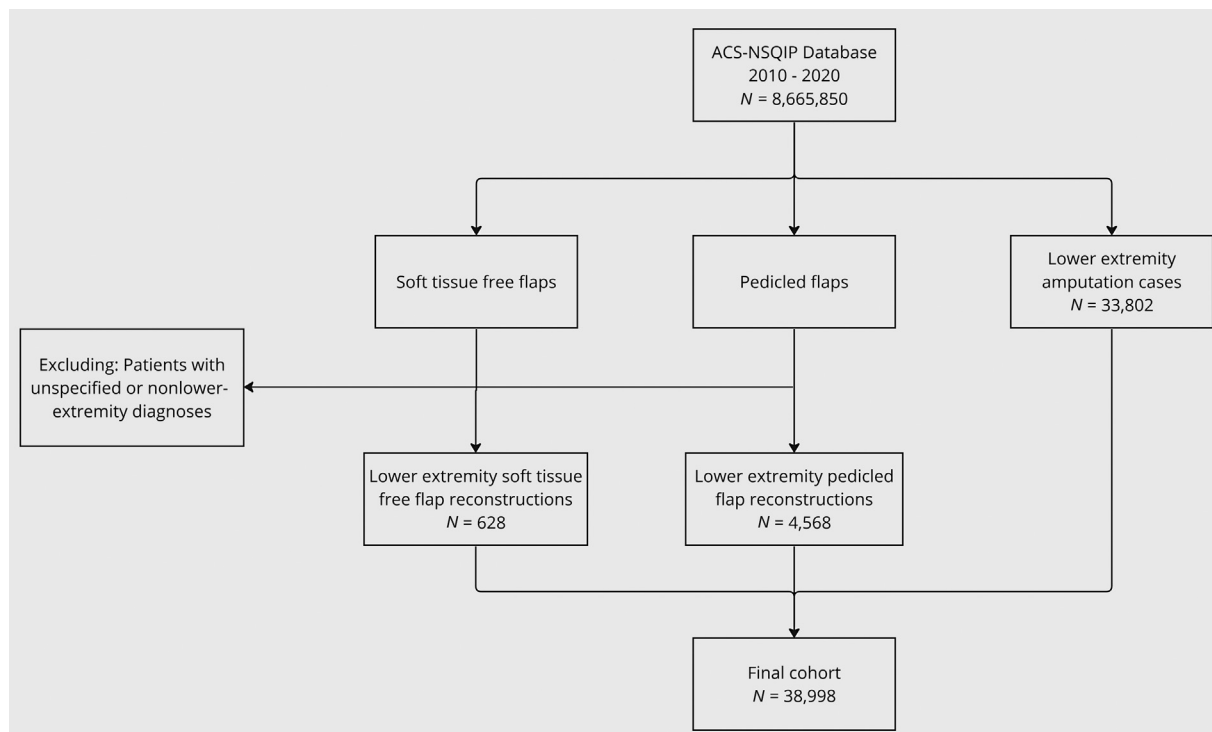 ACS-NSQIP Database
2010 - 2020
N = 8,665,850
Soft tissue free flaps
Pedicled flaps
Lower extremity
amputation cases
N = 33,802
Excluding: Patients with
unspecified or nonlower-
extremity diagnoses
Lower extremity soft tissue
free flap reconstructions
N = 628
Lower extremity pedicled
flap reconstructions
N = 4,568
Final cohort
N = 38,998